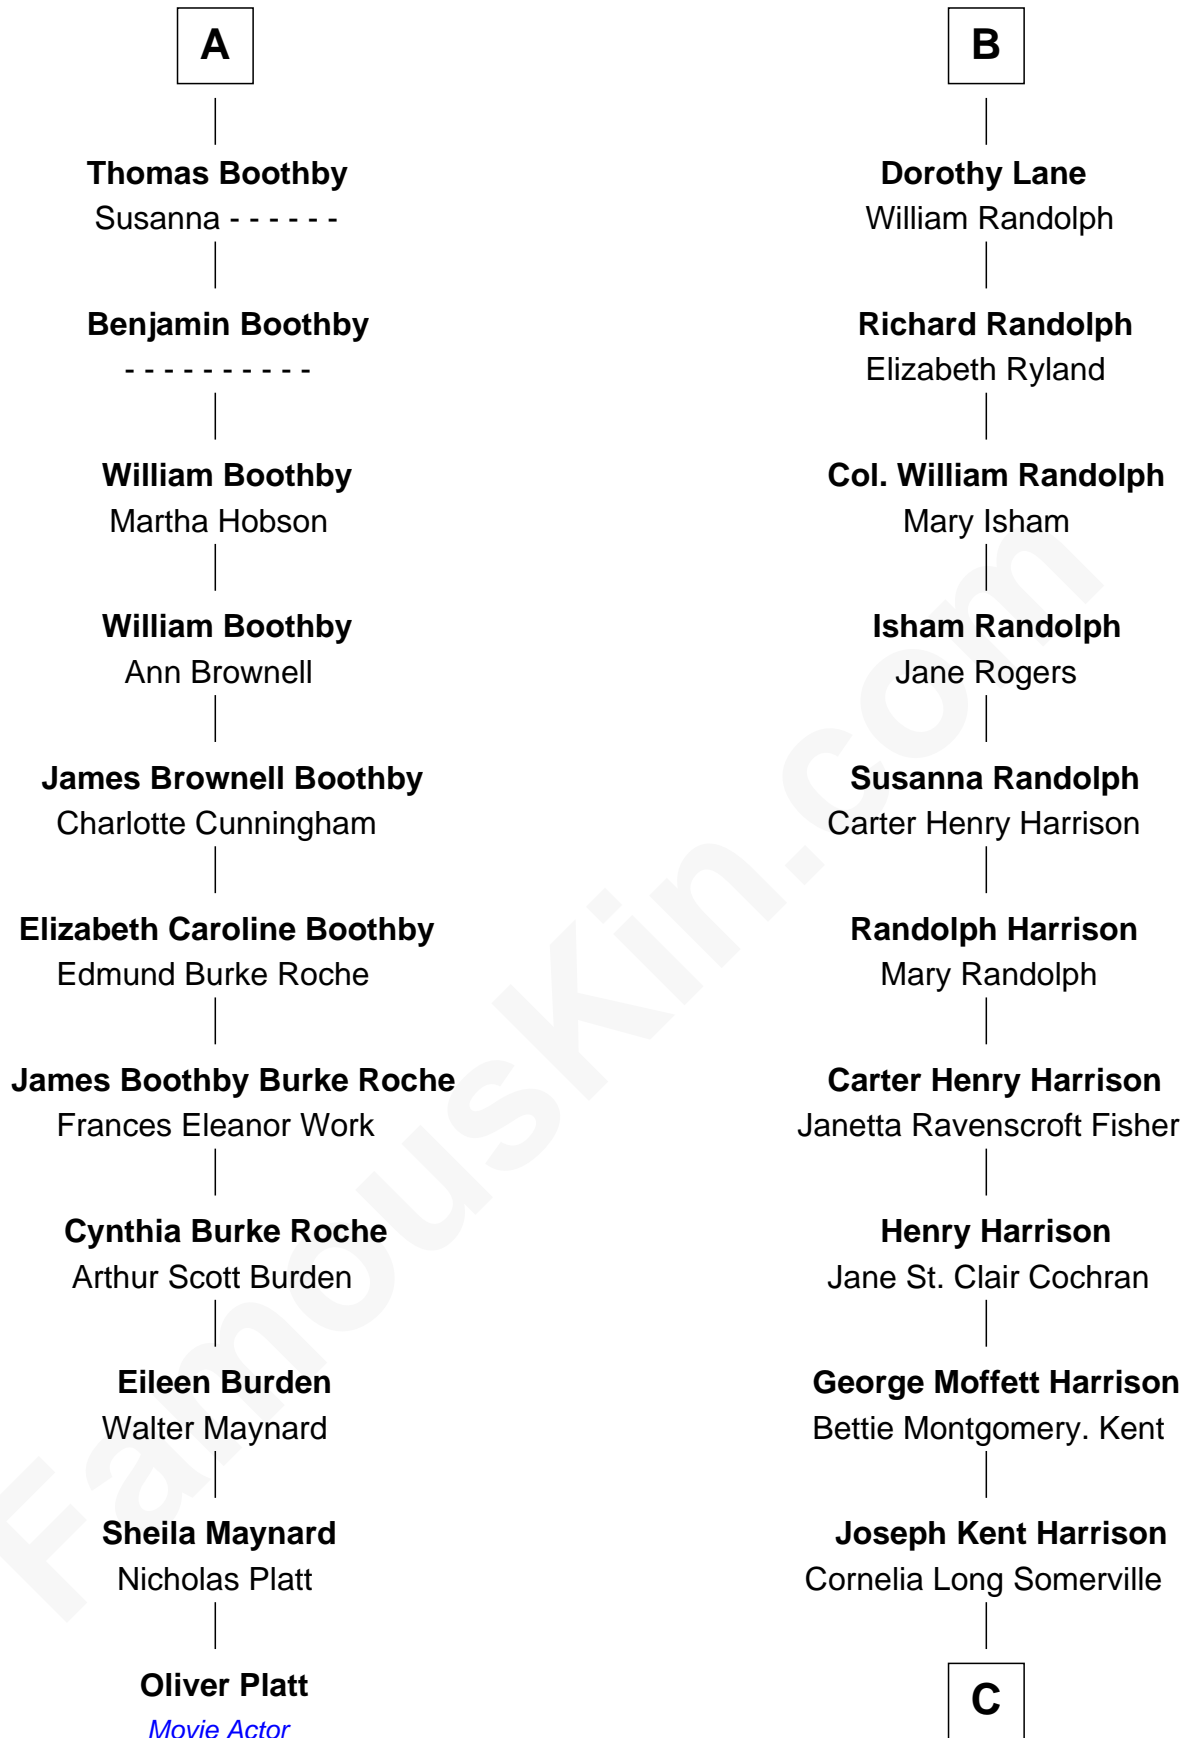 A
Thomas Boothby
Susanna - - - - - -
Benjamin Boothby
- - - - - - - - - -
William Boothby
Martha Hobson
William Boothby
Ann Brownell
James Brownell Boothby
Charlotte Cunningham
Elizabeth Caroline Boothby
Edmund Burke Roche
James Boothby Burke Roche
Frances Eleanor Work
Cynthia Burke Roche
Arthur Scott Burden
Eileen Burden
Walter Maynard
Sheila Maynard
Nicholas Platt
Oliver Platt
Movie Actor
B
Dorothy Lane
William Randolph
Richard Randolph
Elizabeth Ryland
Col. William Randolph
Mary Isham
Isham Randolph
Jane Rogers
Susanna Randolph
Carter Henry Harrison
Randolph Harrison
Mary Randolph
Carter Henry Harrison
Janetta Ravenscroft Fisher
Henry Harrison
Jane St. Clair Cochran
George Moffett Harrison
Bettie Montgomery. Kent
Joseph Kent Harrison
Cornelia Long Somerville
C
FamousKin.com